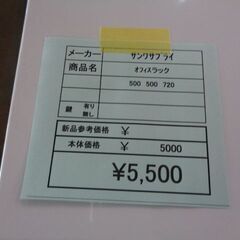 メーカー サンワサプライ
商品名 オフィスラック
500 500 720
鍵 有り
無し
新品参考価格 ¥
本体価格 ¥ 5000
¥5,500